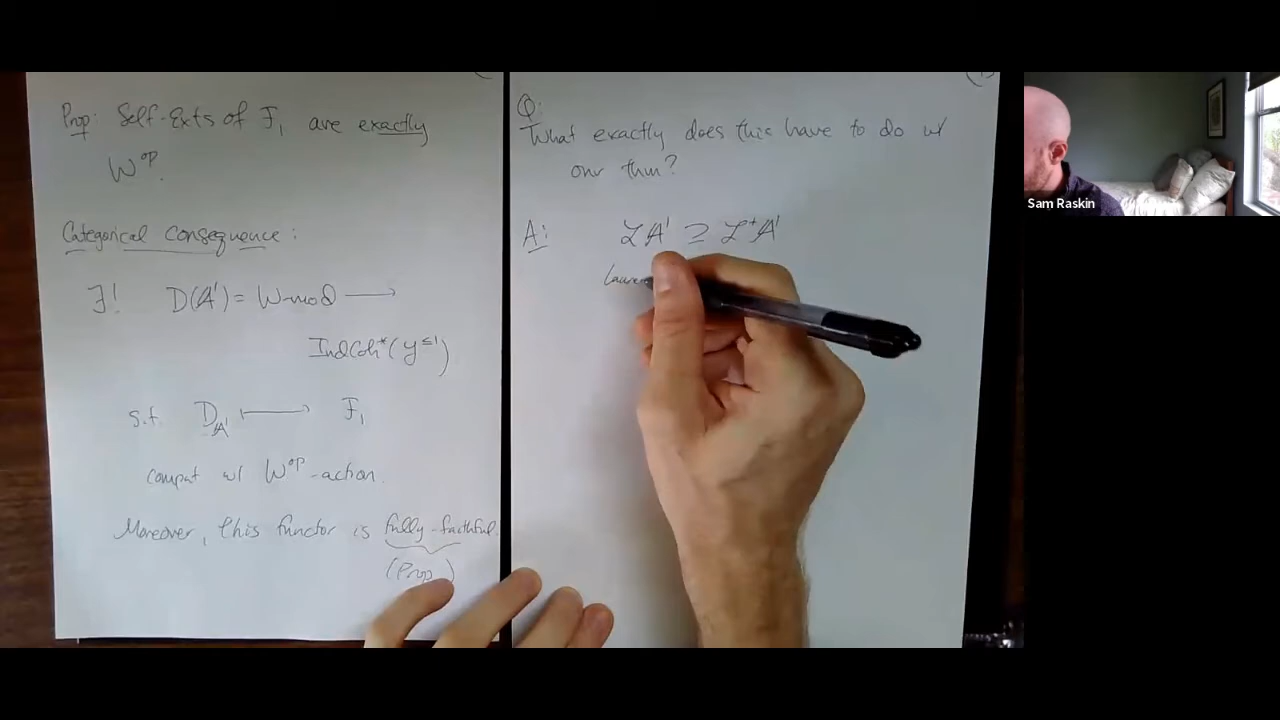 Prop: Self-Exts of F₁ are exactly
W^op.
Categorical consequence:
∃! D(A¹) = W-mod ⟶
IndCoh*(Y^≤1)
s.t. D_A¹ ⟼ F₁
compat w/ W^op-action.
Moreover, this functor is fully-faithful.
(Prop)
Q:
What exactly does this have to do w/
our thm?
A: 𝓛A¹ ⊇ 𝓛⁺A¹
Sam Raskin